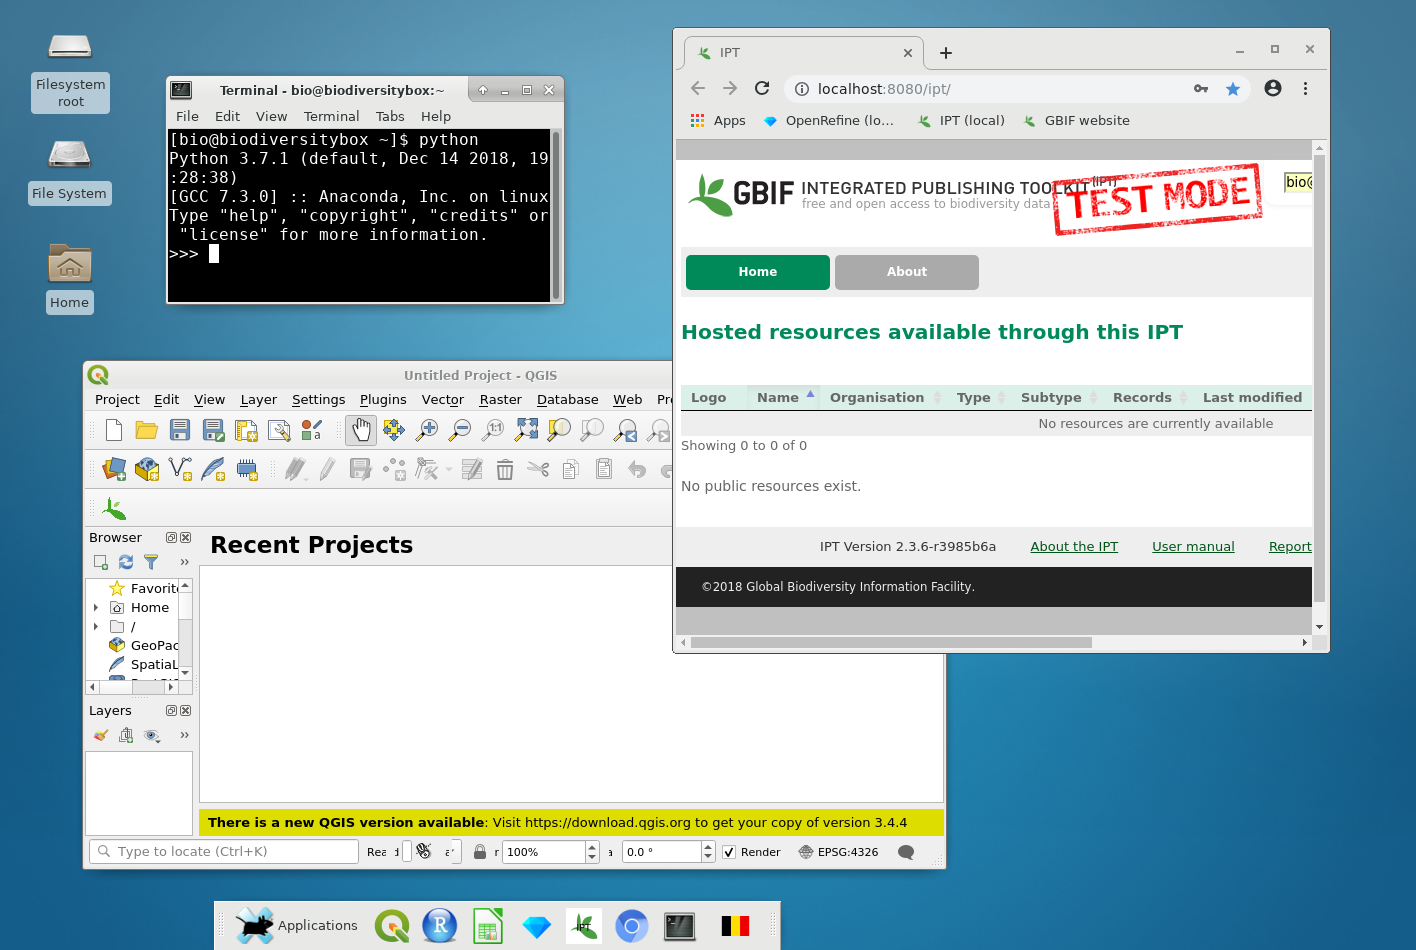 Filesystem
root
File System
Home
Terminal - bio@biodiversitybox:~
File Edit View Terminal Tabs Help
[bio@biodiversitybox ~]$ python
Python 3.7.1 (default, Dec 14 2018, 19
:28:38)
[GCC 7.3.0] :: Anaconda, Inc. on linux
Type "help", "copyright", "credits" or
"license" for more information.
>>>
IPT
localhost:8080/ipt/
Apps OpenRefine (lo... IPT (local) GBIF website
GBIF INTEGRATED PUBLISHING TOOLKIT (IPT)
free and open access to biodiversity data
TEST MODE
bio@
Home About
Hosted resources available through this IPT
Logo Name Organisation Type Subtype Records Last modified
No resources are currently available
Showing 0 to 0 of 0
No public resources exist.
IPT Version 2.3.6-r3985b6a About the IPT User manual Report
©2018 Global Biodiversity Information Facility.
Untitled Project - QGIS
Project Edit View Layer Settings Plugins Vector Raster Database Web Pr
1:1
Browser
Recent Projects
Favorite
Home
/
GeoPac
SpatiaL
Layers
There is a new QGIS version available: Visit https://download.qgis.org to get your copy of version 3.4.4
Type to locate (Ctrl+K) Rea d r 100% a 0.0 ° Render EPSG:4326
Applications R IPT